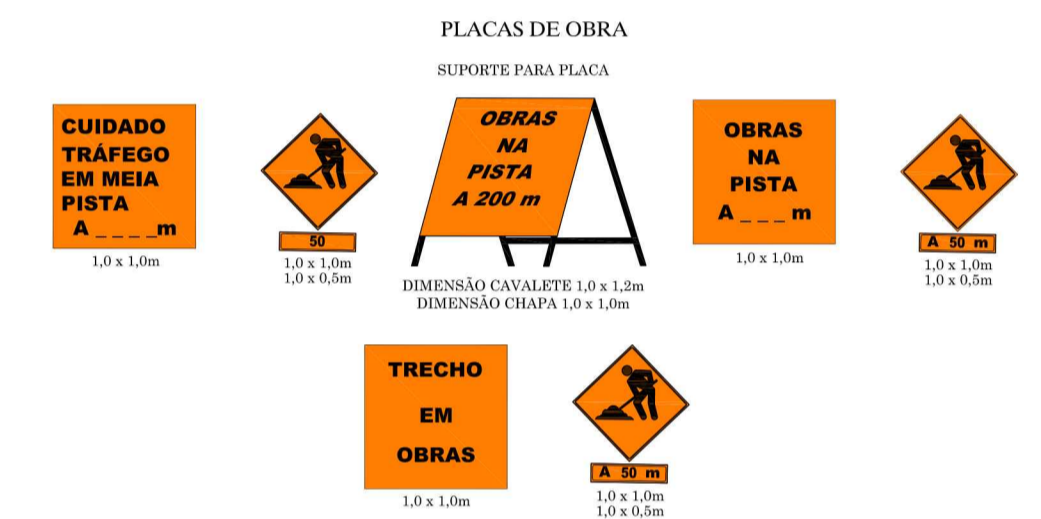 PLACAS DE OBRA
SUPORTE PARA PLACA
CUIDADO
TRÁFEGO
EM MEIA
PISTA
A _ _ _ _m
1,0 x 1,0m
50
1,0 x 1,0m
1,0 x 0,5m
OBRAS
NA
PISTA
A 200 m
DIMENSÃO CAVALETE 1,0 x 1,2m
DIMENSÃO CHAPA 1,0 x 1,0m
OBRAS
NA
PISTA
A _ _ _ m
1,0 x 1,0m
A 50 m
1,0 x 1,0m
1,0 x 0,5m
TRECHO
EM
OBRAS
1,0 x 1,0m
A 50 m
1,0 x 1,0m
1,0 x 0,5m